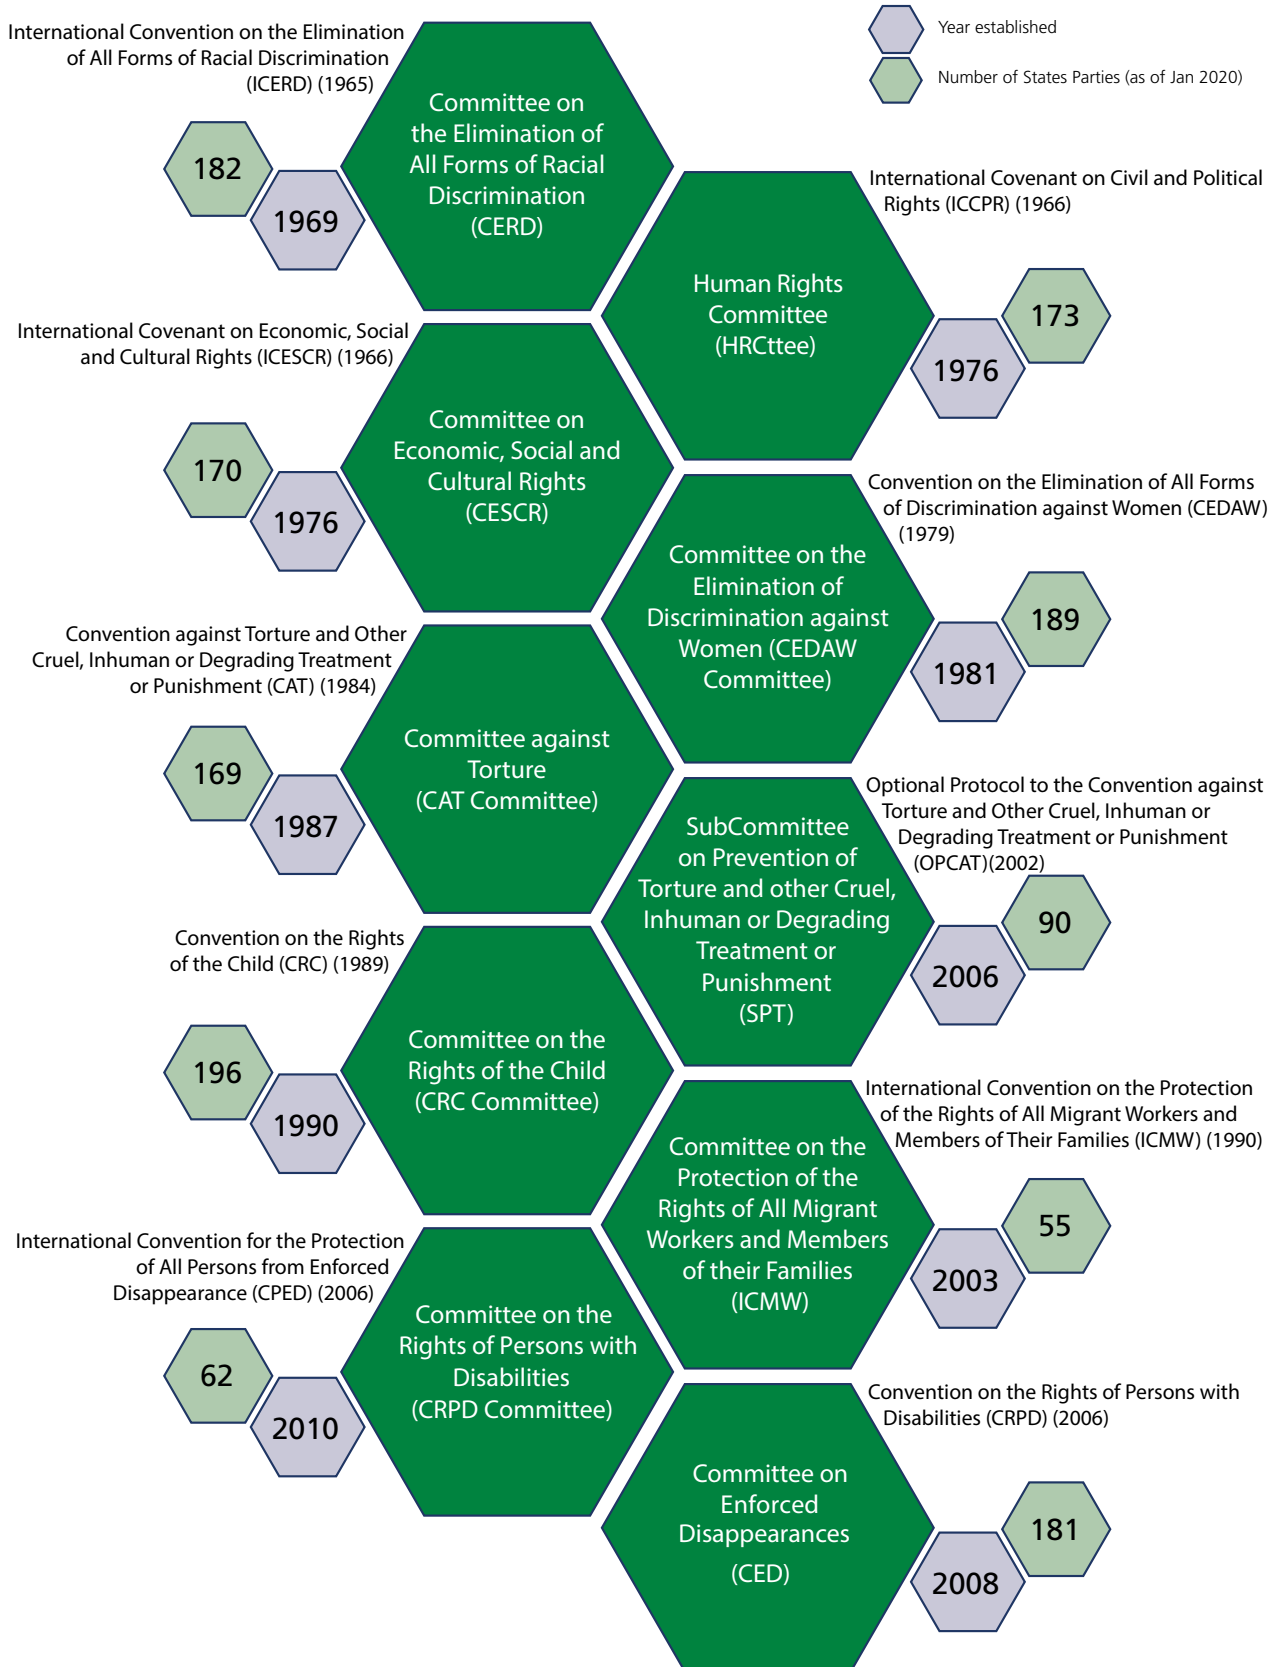 Year established
Number of States Parties (as of Jan 2020)
International Convention on the Elimination
of All Forms of Racial Discrimination
(ICERD) (1965)
182
1969
Committee on
the Elimination of
All Forms of Racial
Discrimination
(CERD)
International Covenant on Civil and Political
Rights (ICCPR) (1966)
Human Rights
Committee
(HRCttee)
173
1976
International Covenant on Economic, Social
and Cultural Rights (ICESCR) (1966)
170
1976
Committee on
Economic, Social and
Cultural Rights
(CESCR)
Convention on the Elimination of All Forms
of Discrimination against Women (CEDAW)
(1979)
Committee on the
Elimination of
Discrimination against
Women (CEDAW
Committee)
189
1981
Convention against Torture and Other
Cruel, Inhuman or Degrading Treatment
or Punishment (CAT) (1984)
169
1987
Committee against
Torture
(CAT Committee)
Optional Protocol to the Convention against
Torture and Other Cruel, Inhuman or
Degrading Treatment or Punishment
(OPCAT)(2002)
SubCommittee
on Prevention of
Torture and other Cruel,
Inhuman or Degrading
Treatment or
Punishment
(SPT)
90
2006
Convention on the Rights
of the Child (CRC) (1989)
196
1990
Committee on the
Rights of the Child
(CRC Committee)
International Convention on the Protection
of the Rights of All Migrant Workers and
Members of Their Families (ICMW) (1990)
Committee on the
Protection of the
Rights of All Migrant
Workers and Members
of their Families
(ICMW)
55
2003
International Convention for the Protection
of All Persons from Enforced
Disappearance (CPED) (2006)
62
2010
Committee on the
Rights of Persons with
Disabilities
(CRPD Committee)
Convention on the Rights of Persons with
Disabilities (CRPD) (2006)
Committee on
Enforced
Disappearances
(CED)
181
2008